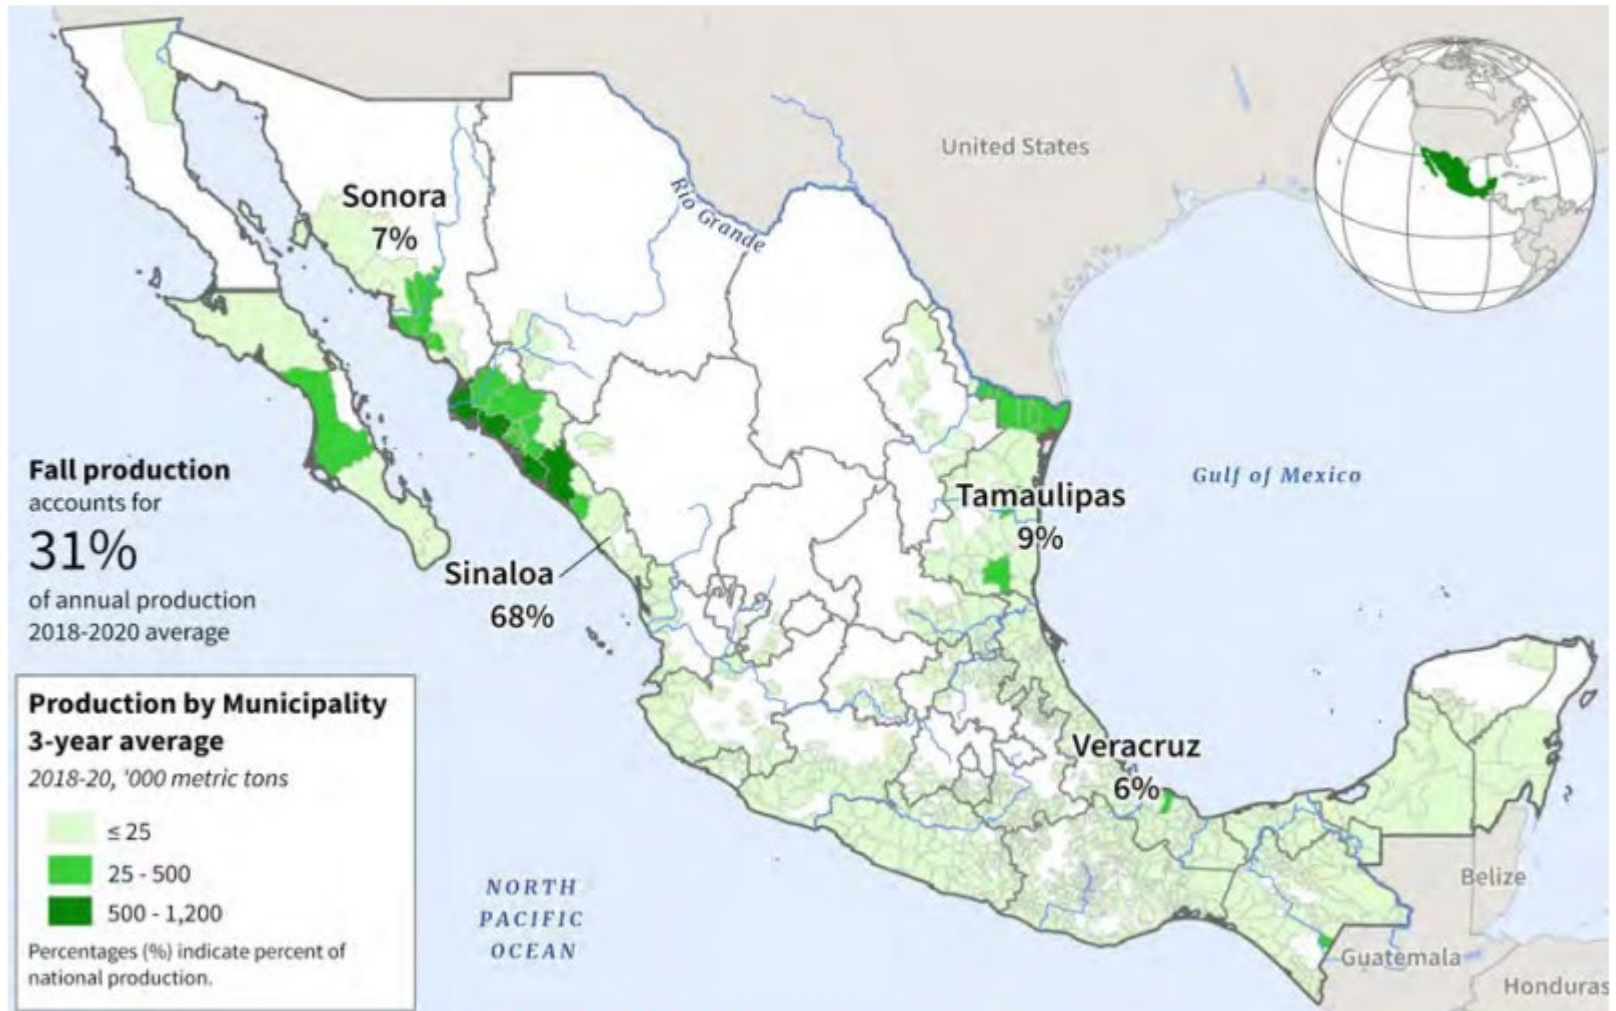 United States
Rio Grande
Sonora
7%
Gulf of Mexico
Tamaulipas
9%
Fall production
accounts for
31%
of annual production
2018-2020 average
Sinaloa
68%
Veracruz
6%
Production by Municipality
3-year average
2018-20, '000 metric tons
≤ 25
25 - 500
500 - 1,200
Percentages (%) indicate percent of
national production.
NORTH
PACIFIC
OCEAN
Belize
Guatemala
Honduras